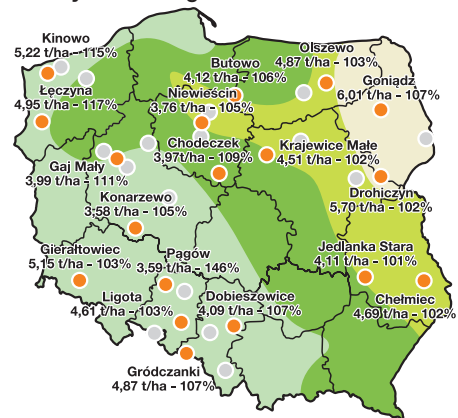 Kinowo
5,22 t/ha - 115%
Łęczyna
4,95 t/ha - 117%
Butowo
4,12 t/ha - 106%
Niewieścin
3,76 t/ha - 105%
Olszewo
4,87 t/ha - 103%
Goniądz
6,01 t/ha - 107%
Gaj Mały
3,99 t/ha - 111%
Chodeczek
3,97t/ha - 109%
Krajewice Małe
4,51 t/ha - 102%
Drohiczyn
5,70 t/ha - 102%
Konarzewo
3,58 t/ha - 105%
Gierałtowiec
5,15 t/ha - 103%
Pągów
3,59 t/ha - 146%
Jedlanka Stara
4,11 t/ha - 101%
Ligota
4,61 t/ha - 103%
Dobieszowice
4,09 t/ha - 107%
Chełmiec
4,69 t/ha - 102%
Gródczanki
4,87 t/ha - 107%